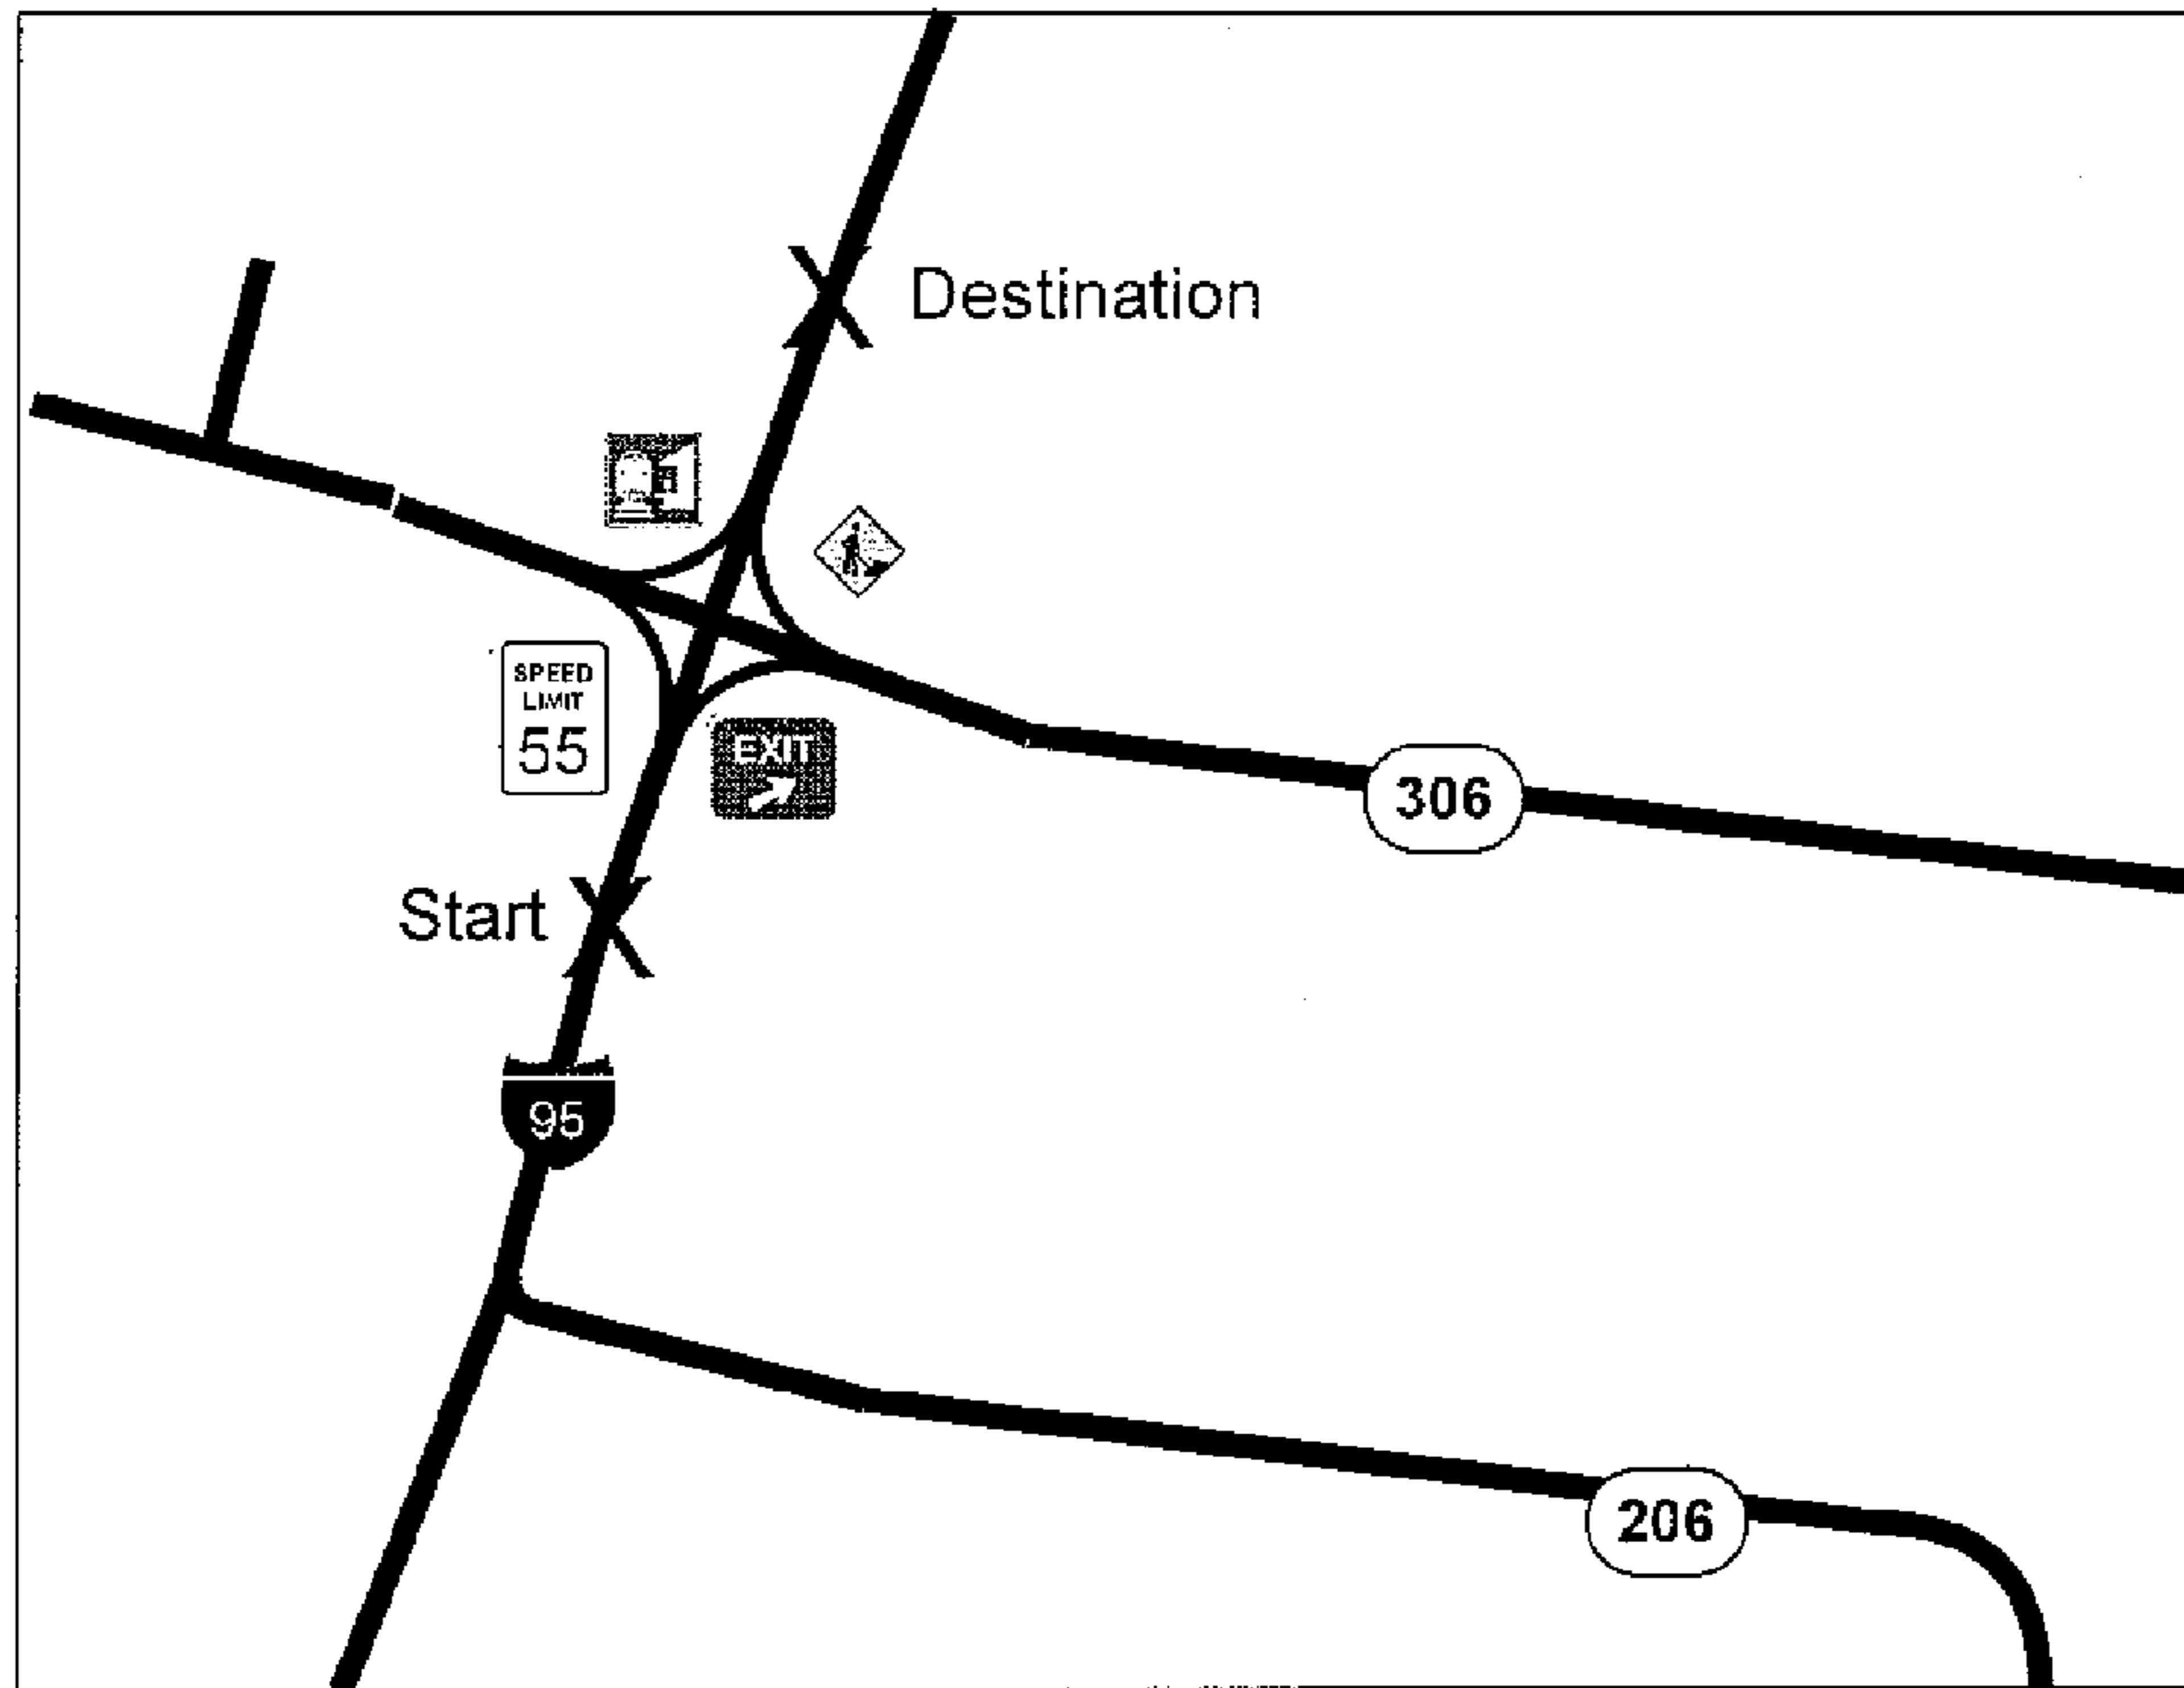 Destination
SPEED
LIMIT
55
EXIT
306
Start
95
206